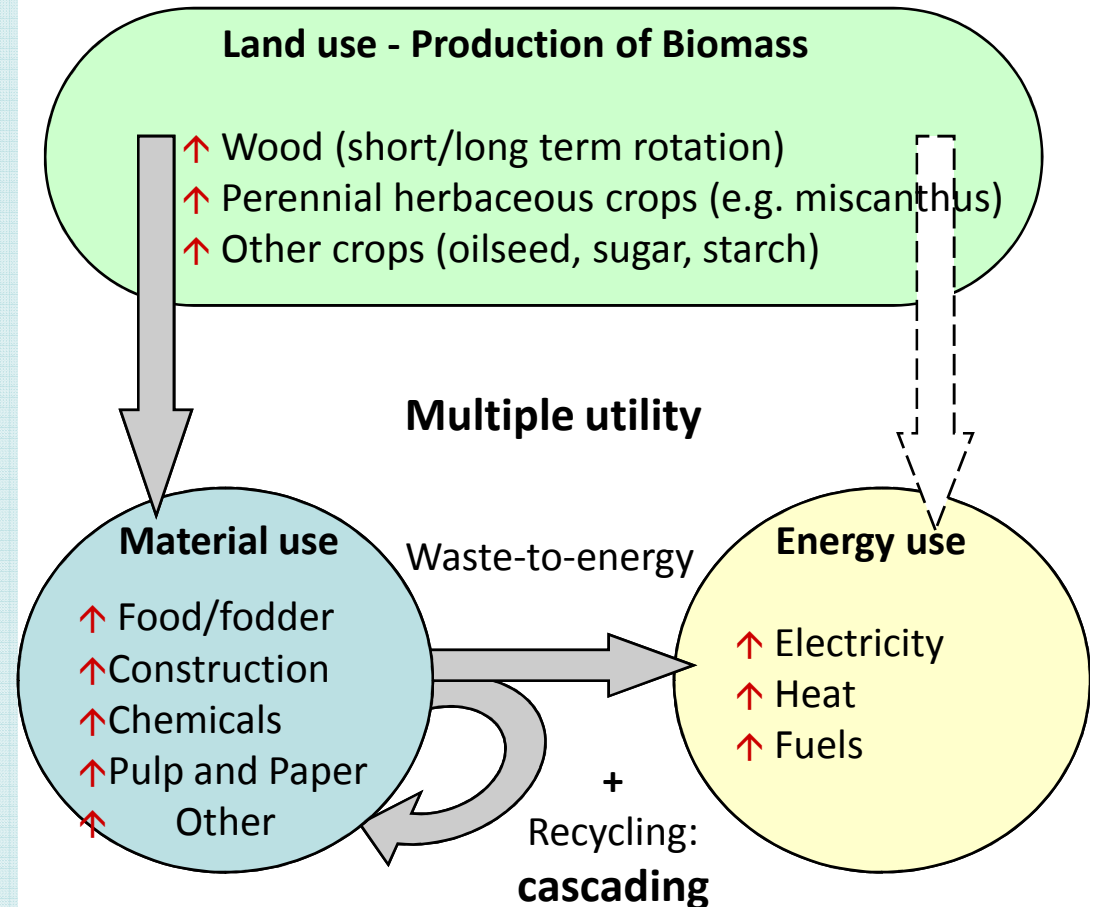 Land use - Production of Biomass
↑ Wood (short/long term rotation)
↑ Perennial herbaceous crops (e.g. miscanthus)
↑ Other crops (oilseed, sugar, starch)
Multiple utility
Material use
↑ Food/fodder
↑Construction
↑Chemicals
↑Pulp and Paper
↑ Other
Waste-to-energy
+
Recycling:
cascading
Energy use
↑ Electricity
↑ Heat
↑ Fuels